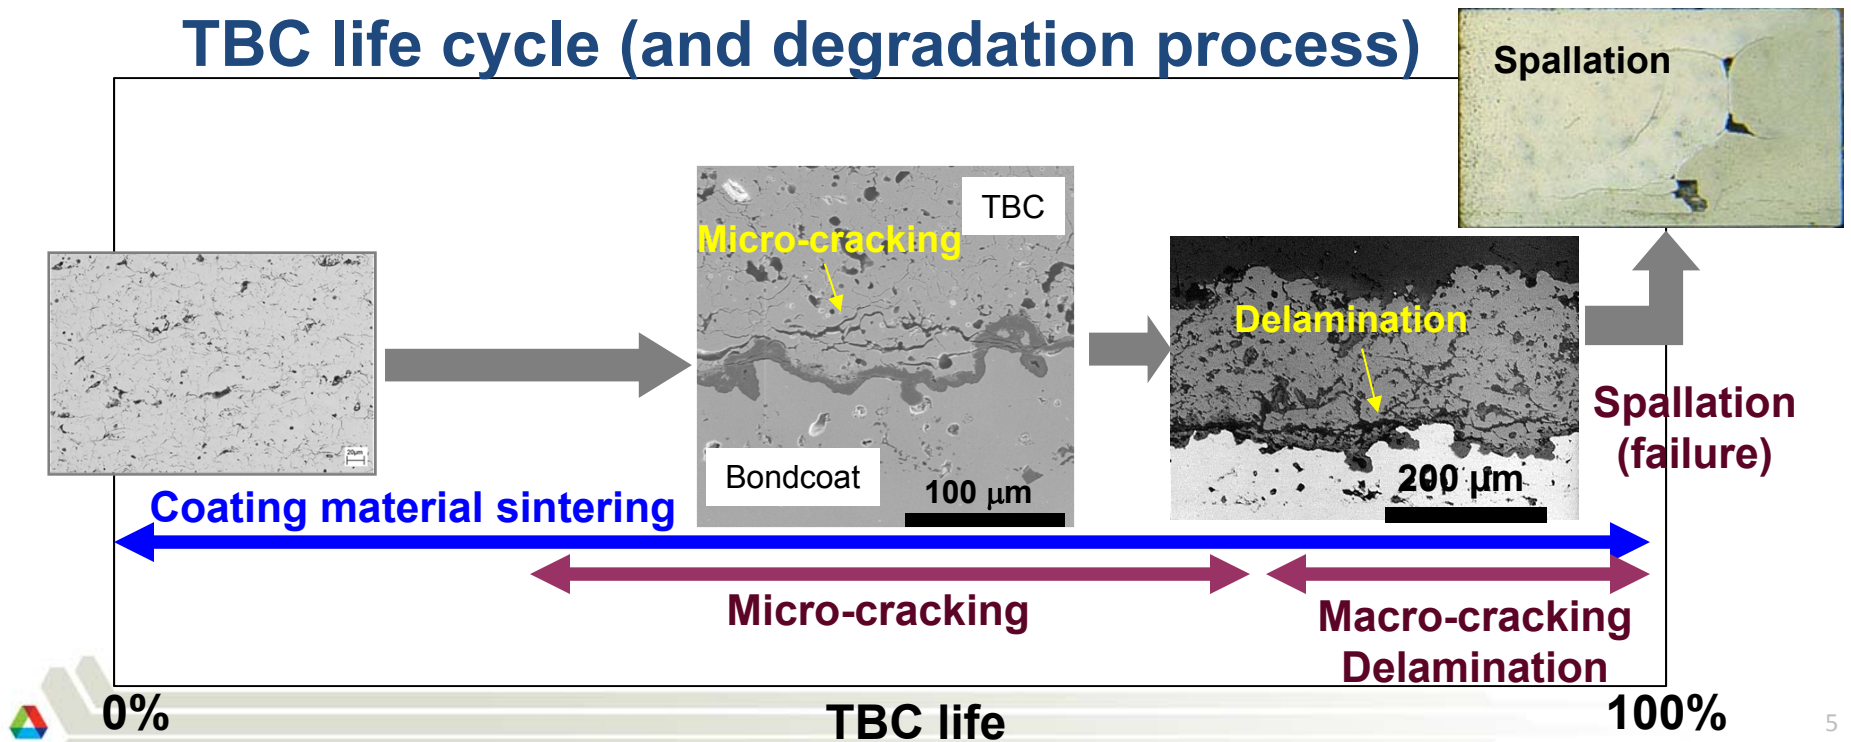 TBC life cycle (and degradation process)
Spallation
TBC
Micro-cracking
Delamination
Spallation
(failure)
20µm
Bondcoat
100 µm
200 µm
Coating material sintering
Micro-cracking
Macro-cracking
Delamination
0%
TBC life
100%
5